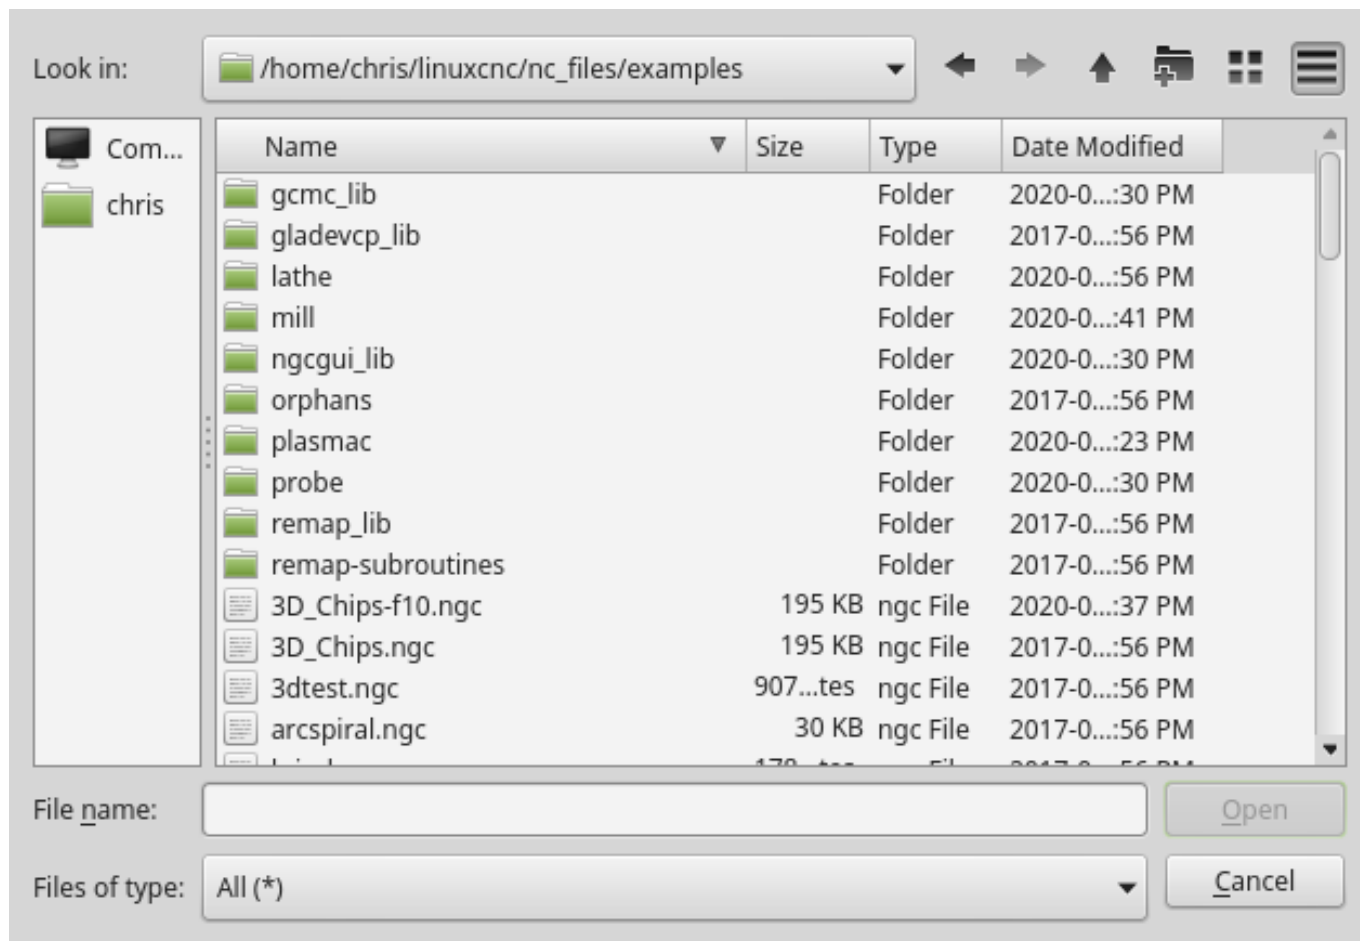 Look in: /home/chris/linuxcnc/nc_files/examples
Com...
chris
Name Size Type Date Modified
gcmc_lib Folder 2020-0...:30 PM
gladevcp_lib Folder 2017-0...:56 PM
lathe Folder 2020-0...:56 PM
mill Folder 2020-0...:41 PM
ngcgui_lib Folder 2020-0...:30 PM
orphans Folder 2017-0...:56 PM
plasmac Folder 2020-0...:23 PM
probe Folder 2020-0...:30 PM
remap_lib Folder 2017-0...:56 PM
remap-subroutines Folder 2017-0...:56 PM
3D_Chips-f10.ngc 195 KB ngc File 2020-0...:37 PM
3D_Chips.ngc 195 KB ngc File 2017-0...:56 PM
3dtest.ngc 907...tes ngc File 2017-0...:56 PM
arcspiral.ngc 30 KB ngc File 2017-0...:56 PM
File name: Open
Files of type: All (*) Cancel